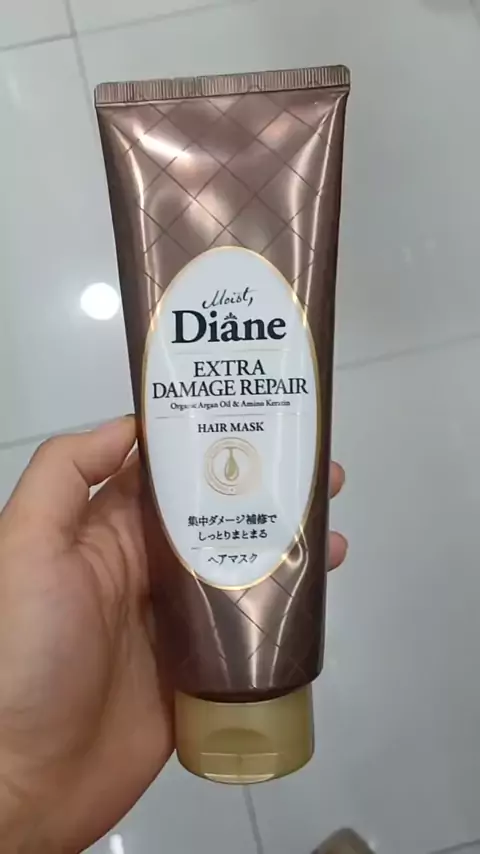 Moist,
Diane
EXTRA
DAMAGE REPAIR
Organic Argan Oil & Amino Keratin
HAIR MASK
集中ダメージ補修で
しっとりまとまる
ヘアマスク